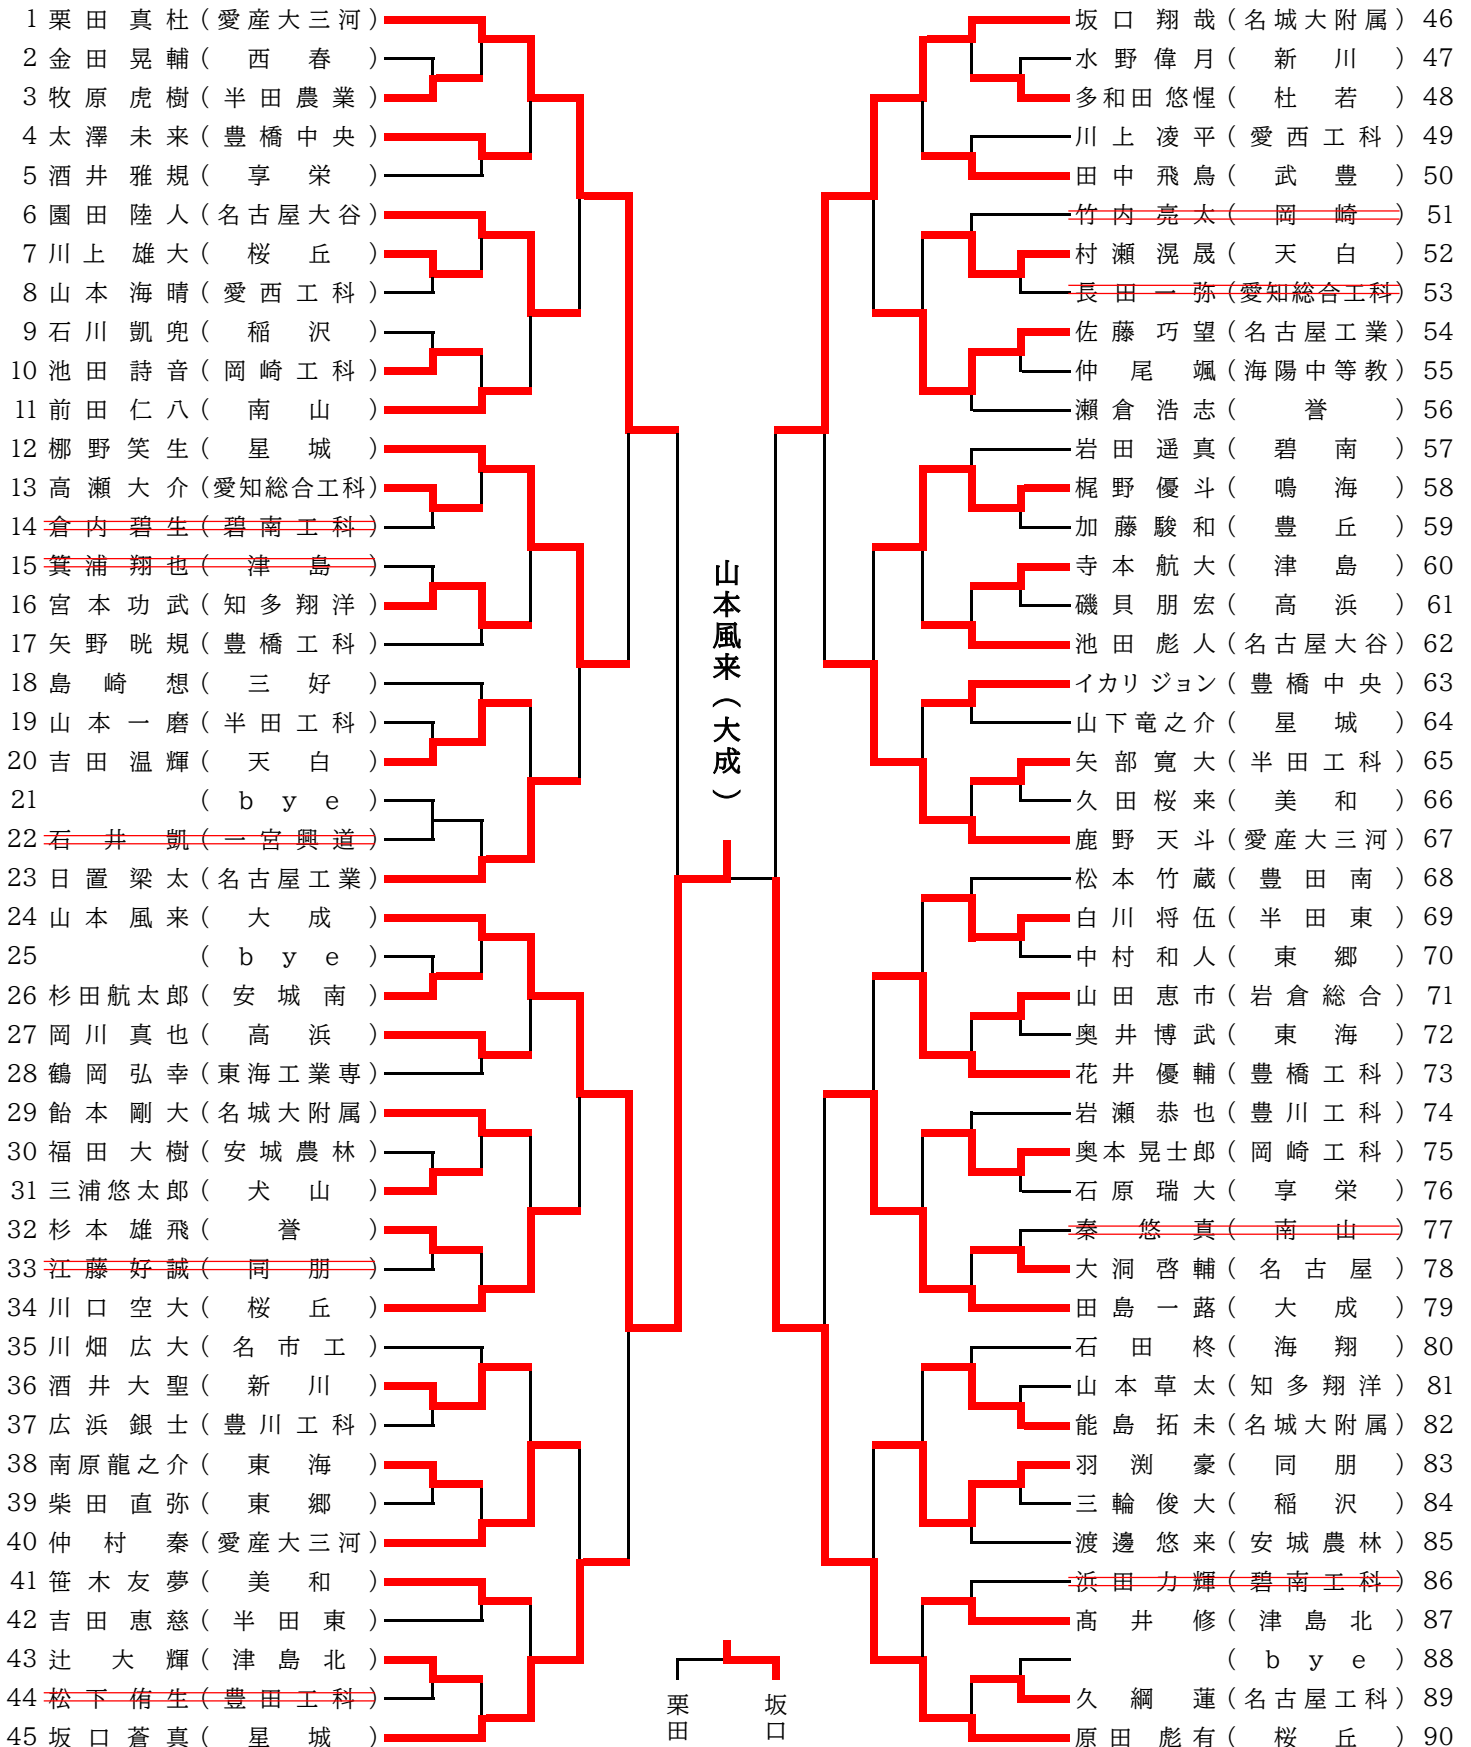 1 栗田 真杜 (愛産大三河)
2 金田 晃輔 (西春)
3 牧原 虎樹 (半田農業)
4 太澤 未来 (豊橋中央)
5 酒井 雅規 (享栄)
6 園田 陸人 (名古屋大谷)
7 川上 雄大 (桜丘)
8 山本 海晴 (愛西工科)
9 石川 凱兜 (稲沢)
10 池田 詩音 (岡崎工科)
11 前田 仁八 (南山)
12 梛野 笑生 (星城)
13 高瀬 大介 (愛知総合工科)
14 倉内 碧生 (碧南工科)
15 箕浦 翔也 (津島)
16 宮本 功武 (知多翔洋)
17 矢野 晄規 (豊橋工科)
18 島崎 想 (三好)
19 山本 一磨 (半田工科)
20 吉田 温輝 (天白)
21 (bye)
22 石井 凱 (一宮興道)
23 日置 梁太 (名古屋工業)
24 山本 風来 (大成)
25 (bye)
26 杉田航太郎 (安城南)
27 岡川 真也 (高浜)
28 鶴岡 弘幸 (東海工業専)
29 飴本 剛大 (名城大附属)
30 福田 大樹 (安城農林)
31 三浦悠太郎 (犬山)
32 杉本 雄飛 (誉)
33 江藤 好誠 (同朋)
34 川口 空大 (桜丘)
35 川畑 広大 (名市工)
36 酒井 大聖 (新川)
37 広浜 銀士 (豊川工科)
38 南原龍之介 (東海)
39 柴田 直弥 (東郷)
40 仲村 秦 (愛産大三河)
41 笹木 友夢 (美和)
42 吉田 恵慈 (半田東)
43 辻 大輝 (津島北)
44 松下 侑生 (豊田工科)
45 坂口 蒼真 (星城)
山本風来(大成)
栗田
坂口
坂口 翔哉 (名城大附属) 46
水野 偉月 (新川) 47
多和田 悠惺 (杜若) 48
川上 凌平 (愛西工科) 49
田中 飛鳥 (武豊) 50
竹内 亮太 (岡崎) 51
村瀬 滉晟 (天白) 52
長田 一弥 (愛知総合工科) 53
佐藤 巧望 (名古屋工業) 54
仲尾 颯 (海陽中等教) 55
瀬倉 浩志 (誉) 56
岩田 遥真 (碧南) 57
梶野 優斗 (鳴海) 58
加藤 駿和 (豊丘) 59
寺本 航大 (津島) 60
磯貝 朋宏 (高浜) 61
池田 彪人 (名古屋大谷) 62
イカリ ジョン (豊橋中央) 63
山下竜之介 (星城) 64
矢部 寛大 (半田工科) 65
久田 桜来 (美和) 66
鹿野 天斗 (愛産大三河) 67
松本 竹蔵 (豊田南) 68
白川 将伍 (半田東) 69
中村 和人 (東郷) 70
山田 恵市 (岩倉総合) 71
奥井 博武 (東海) 72
花井 優輔 (豊橋工科) 73
岩瀬 恭也 (豊川工科) 74
奥本 晃士郎 (岡崎工科) 75
石原 瑞大 (享栄) 76
秦 悠真 (南山) 77
大洞 啓輔 (名古屋) 78
田島 一蕗 (大成) 79
石田 柊 (海翔) 80
山本 草太 (知多翔洋) 81
能島 拓未 (名城大附属) 82
羽渕 豪 (同朋) 83
三輪 俊大 (稲沢) 84
渡邊 悠来 (安城農林) 85
浜田 力輝 (碧南工科) 86
髙井 修 (津島北) 87
(bye) 88
久綱 蓮 (名古屋工科) 89
原田 彪有 (桜丘) 90